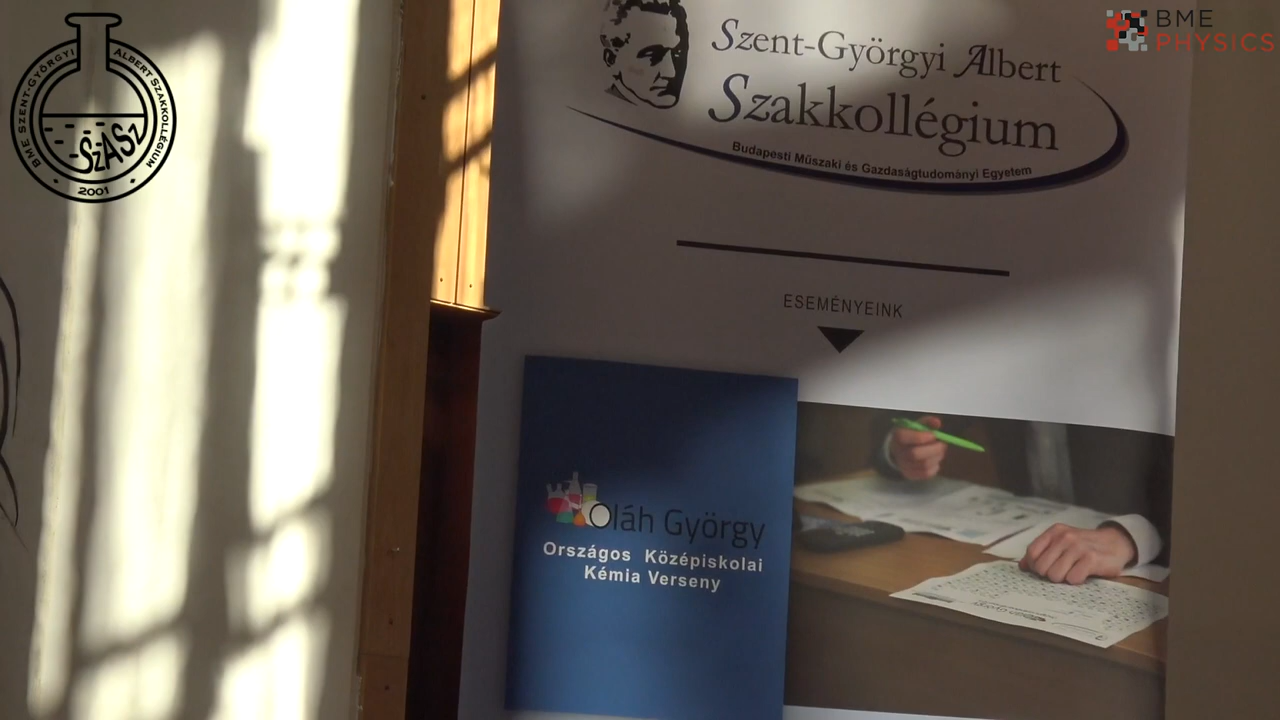 BME SZENT-GYÖRGYI ALBERT SZAKKOLLÉGIUM
SZÁSZ
2001
BME
PHYSICS
Szent-Györgyi Albert
Szakkollégium
Budapesti Műszaki és Gazdaságtudományi Egyetem
ESEMÉNYEINK
Oláh György
Országos Középiskolai
Kémia Verseny